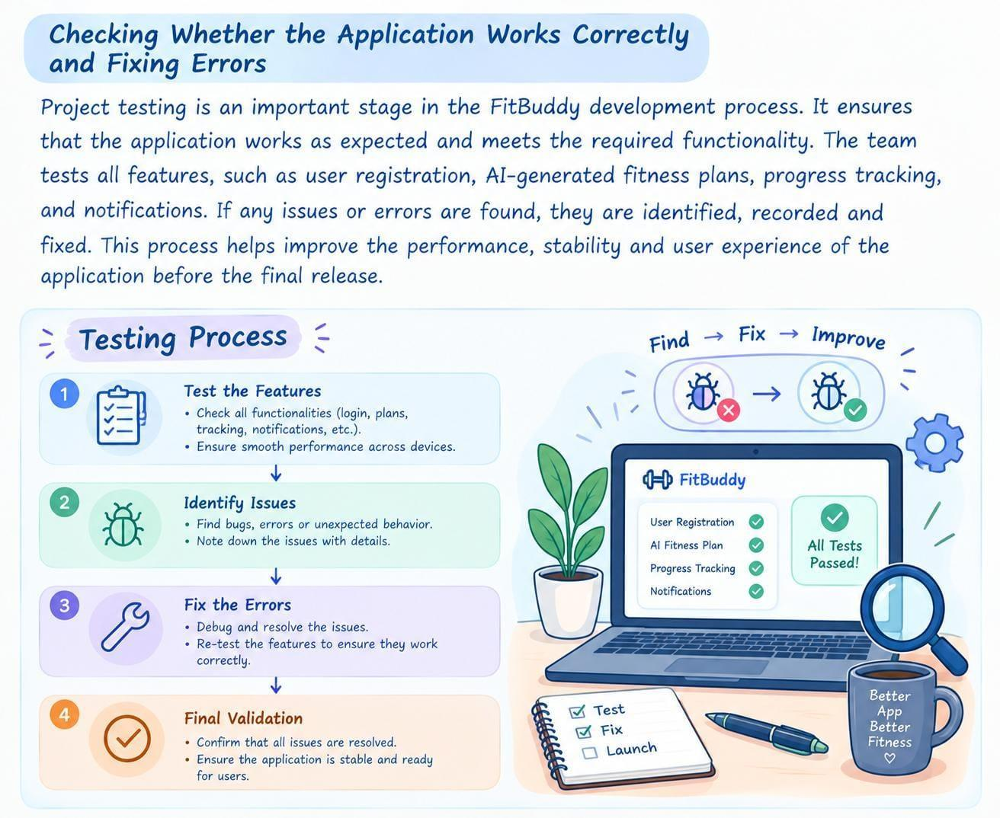 Checking Whether the Application Works Correctly
and Fixing Errors
Project testing is an important stage in the FitBuddy development process. It ensures
that the application works as expected and meets the required functionality. The team
tests all features, such as user registration, AI-generated fitness plans, progress tracking,
and notifications. If any issues or errors are found, they are identified, recorded and
fixed. This process helps improve the performance, stability and user experience of the
application before the final release.
Testing Process
1
Test the Features
• Check all functionalities (login, plans,
tracking, notifications, etc.).
• Ensure smooth performance across devices.
2
Identify Issues
• Find bugs, errors or unexpected behavior.
• Note down the issues with details.
3
Fix the Errors
• Debug and resolve the issues.
• Re-test the features to ensure they work
correctly.
4
Final Validation
• Confirm that all issues are resolved.
• Ensure the application is stable and ready
for users.
Find → Fix → Improve
FitBuddy
User Registration
AI Fitness Plan
Progress Tracking
Notifications
All Tests
Passed!
Test
Fix
Launch
Better
App
Better
Fitness